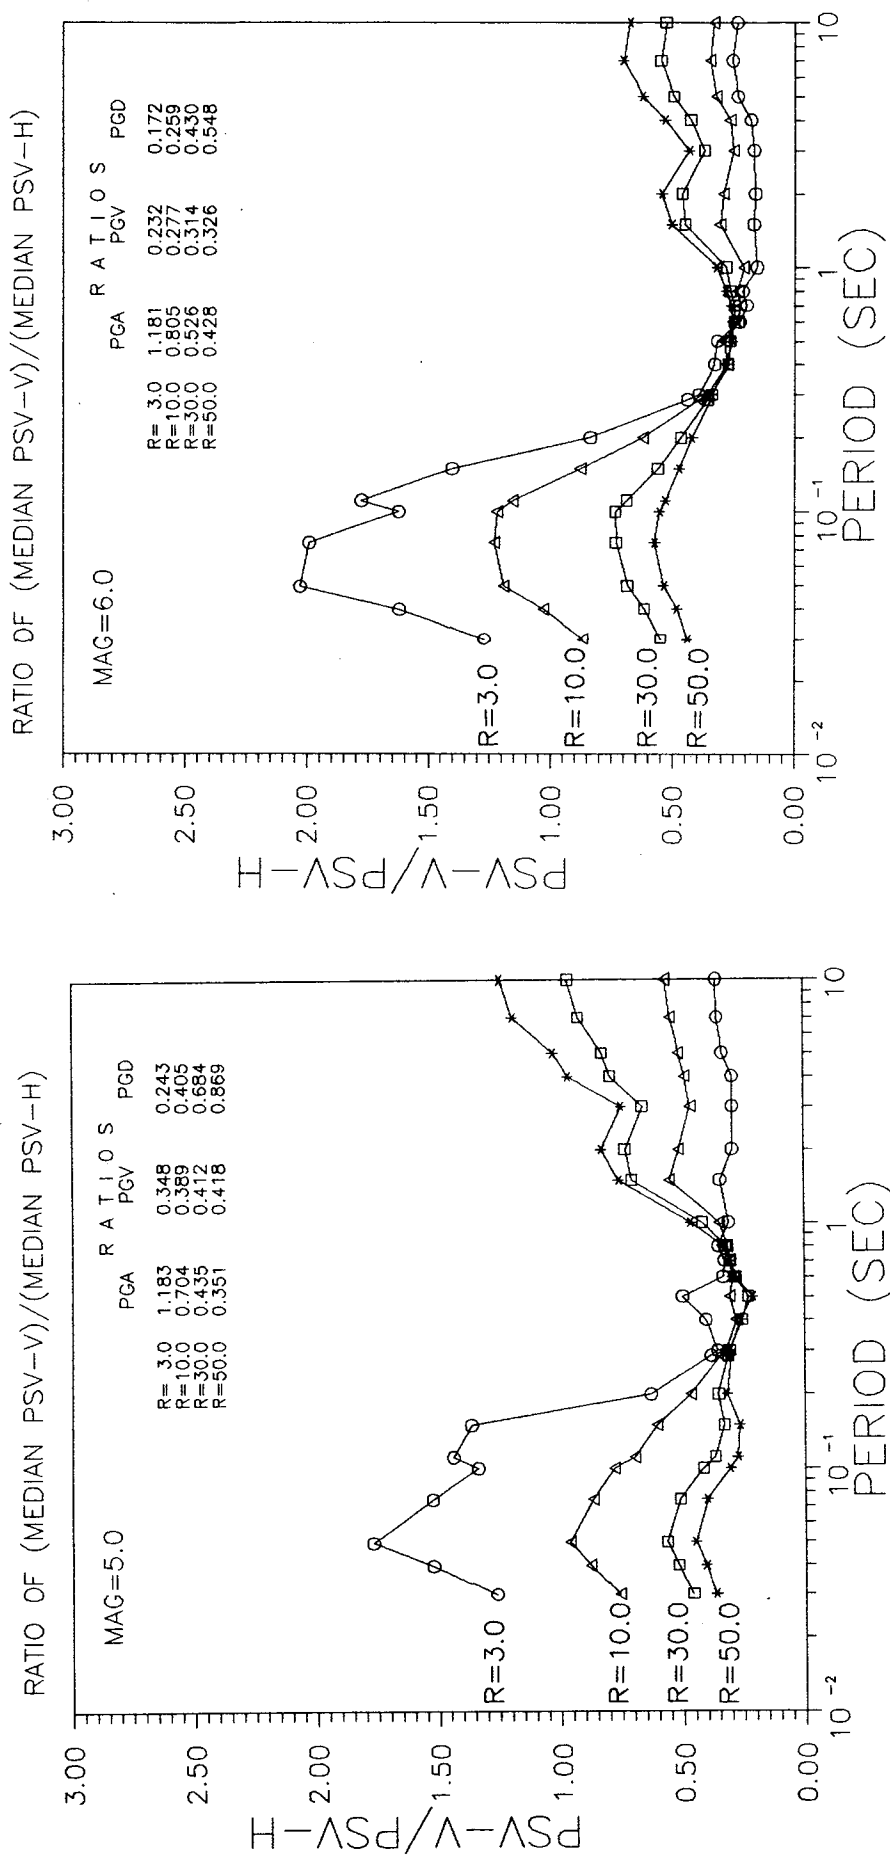 RATIO OF (MEDIAN PSV-V)/(MEDIAN PSV-H)
MAG=5.0
R A T I O S
PGA PGV PGD
R= 3.0 1.183 0.348 0.243
R=10.0 0.704 0.389 0.405
R=30.0 0.435 0.412 0.684
R=50.0 0.351 0.418 0.869
3.00
2.50
2.00
1.50
1.00
0.50
0.00
PSV-V/PSV-H
R=3.0
R=10.0
R=30.0
R=50.0
10-2
10-1
1
10
PERIOD (SEC)
RATIO OF (MEDIAN PSV-V)/(MEDIAN PSV-H)
MAG=6.0
R A T I O S
PGA PGV PGD
R= 3.0 1.181 0.232 0.172
R=10.0 0.805 0.277 0.259
R=30.0 0.526 0.314 0.430
R=50.0 0.428 0.326 0.548
3.00
2.50
2.00
1.50
1.00
0.50
0.00
PSV-V/PSV-H
R=3.0
R=10.0
R=30.0
R=50.0
10-2
10-1
1
10
PERIOD (SEC)